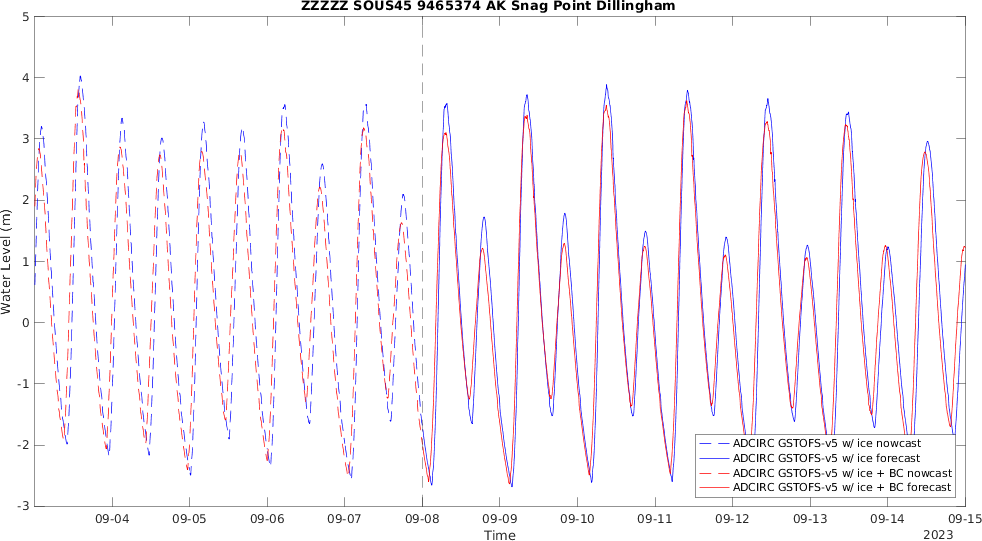 ZZZZZ SOUS45 9465374 AK Snag Point Dillingham
5
4
3
2
1
0
-1
-2
-3
Water Level (m)
ADCIRC GSTOFS-v5 w/ ice nowcast
ADCIRC GSTOFS-v5 w/ ice forecast
ADCIRC GSTOFS-v5 w/ ice + BC nowcast
ADCIRC GSTOFS-v5 w/ ice + BC forecast
09-04 09-05 09-06 09-07 09-08 09-09 09-10 09-11 09-12 09-13 09-14 09-15
Time
2023